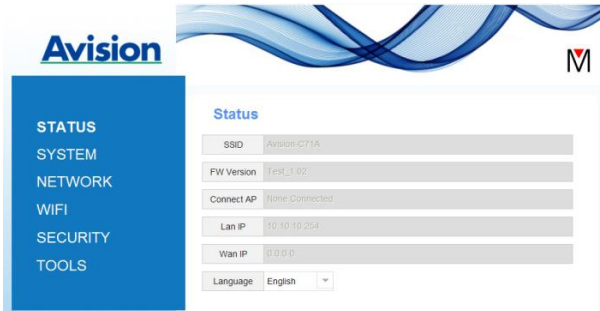 Avision
M
STATUS
SYSTEM
NETWORK
WIFI
SECURITY
TOOLS
Status
SSID Avision-C71A
FW Version Test_1.02
Connect AP None Connected
Lan IP 10.10.10.254
Wan IP 0.0.0.0
Language English